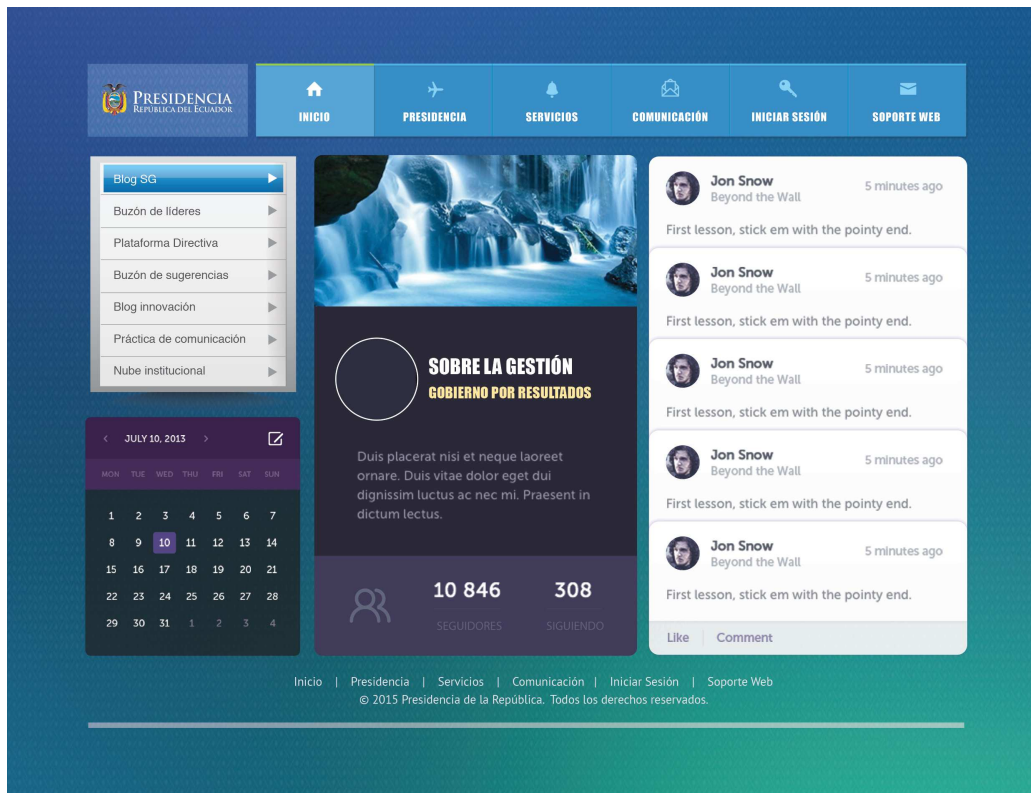 PRESIDENCIA
REPÚBLICA DEL ECUADOR
INICIO
PRESIDENCIA
SERVICIOS
COMUNICACIÓN
INICIAR SESIÓN
SOPORTE WEB
Blog SG
Buzón de líderes
Plataforma Directiva
Buzón de sugerencias
Blog innovación
Práctica de comunicación
Nube institucional
JULY 10, 2013
MON TUE WED THU FRI SAT SUN
1 2 3 4 5 6 7
8 9 10 11 12 13 14
15 16 17 18 19 20 21
22 23 24 25 26 27 28
29 30 31 1 2 3 4
SOBRE LA GESTIÓN
GOBIERNO POR RESULTADOS
Duis placerat nisi et neque laoreet
ornare. Duis vitae dolor eget dui
dignissim luctus ac nec mi. Praesent in
dictum lectus.
10 846 308
SEGUIDORES SIGUIENDO
Jon Snow 5 minutes ago
Beyond the Wall
First lesson, stick em with the pointy end.
Jon Snow 5 minutes ago
Beyond the Wall
First lesson, stick em with the pointy end.
Jon Snow 5 minutes ago
Beyond the Wall
First lesson, stick em with the pointy end.
Jon Snow 5 minutes ago
Beyond the Wall
First lesson, stick em with the pointy end.
Jon Snow 5 minutes ago
Beyond the Wall
First lesson, stick em with the pointy end.
Like Comment
Inicio | Presidencia | Servicios | Comunicación | Iniciar Sesión | Soporte Web
© 2015 Presidencia de la República. Todos los derechos reservados.